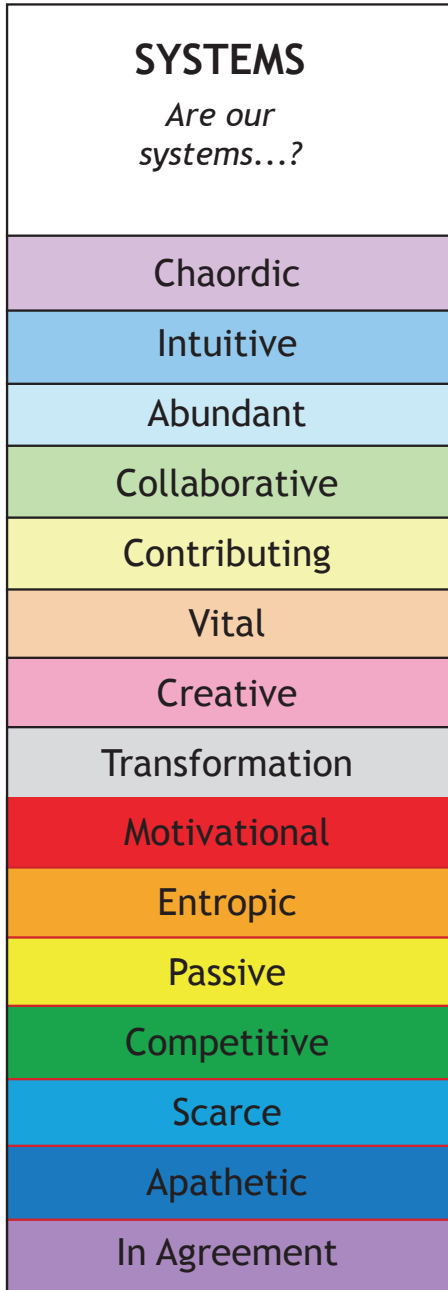 SYSTEMS
Are our
systems...?
Chaordic
Intuitive
Abundant
Collaborative
Contributing
Vital
Creative
Transformation
Motivational
Entropic
Passive
Competitive
Scarce
Apathetic
In Agreement